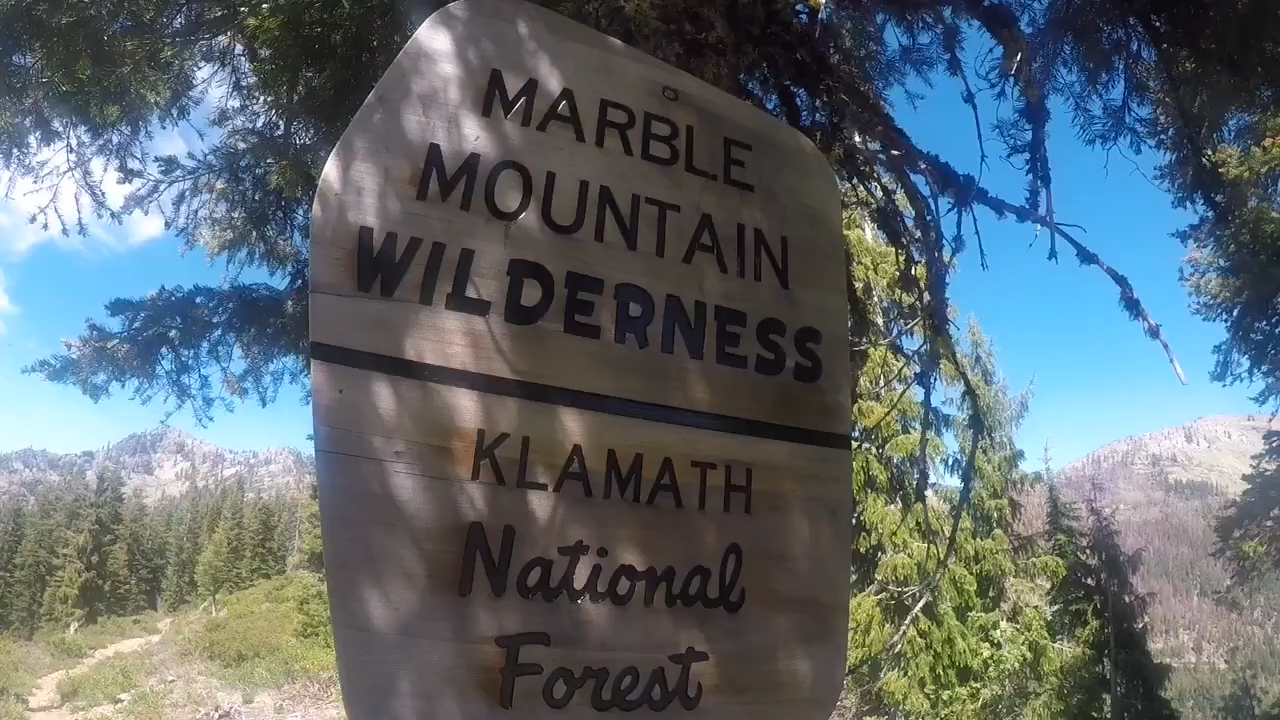 MARBLE
MOUNTAIN
WILDERNESS
KLAMATH
National
Forest